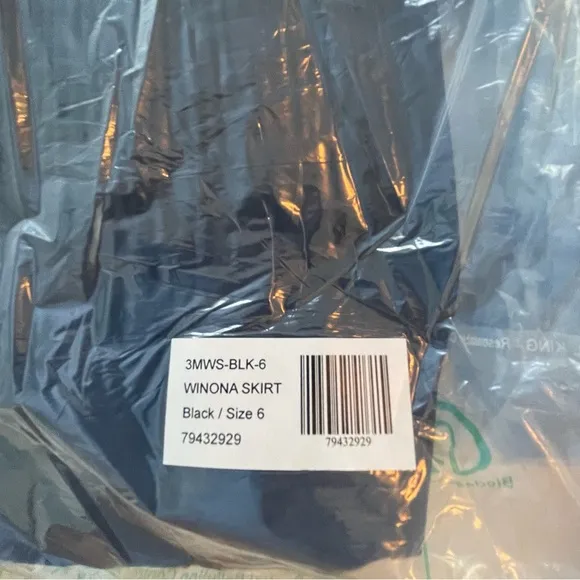 3MWS-BLK-6
WINONA SKIRT
Black / Size 6
79432929
79432929